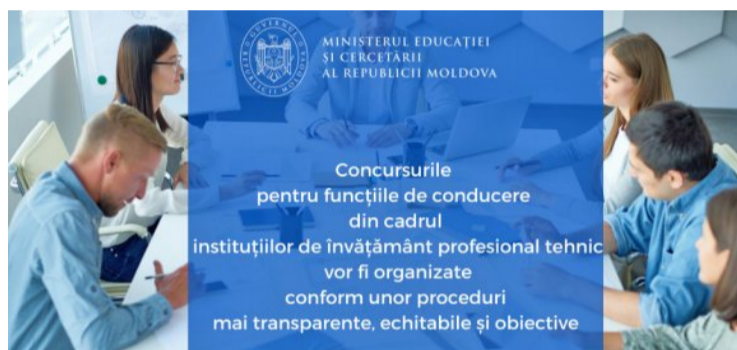 MINISTERUL EDUCAȚIEI
ȘI CERCETĂRII
AL REPUBLICII MOLDOVA
Concursurile
pentru funcțiile de conducere
din cadrul
instituțiilor de învățământ profesional tehnic
vor fi organizate
conform unor proceduri
mai transparente, echitabile și obiective